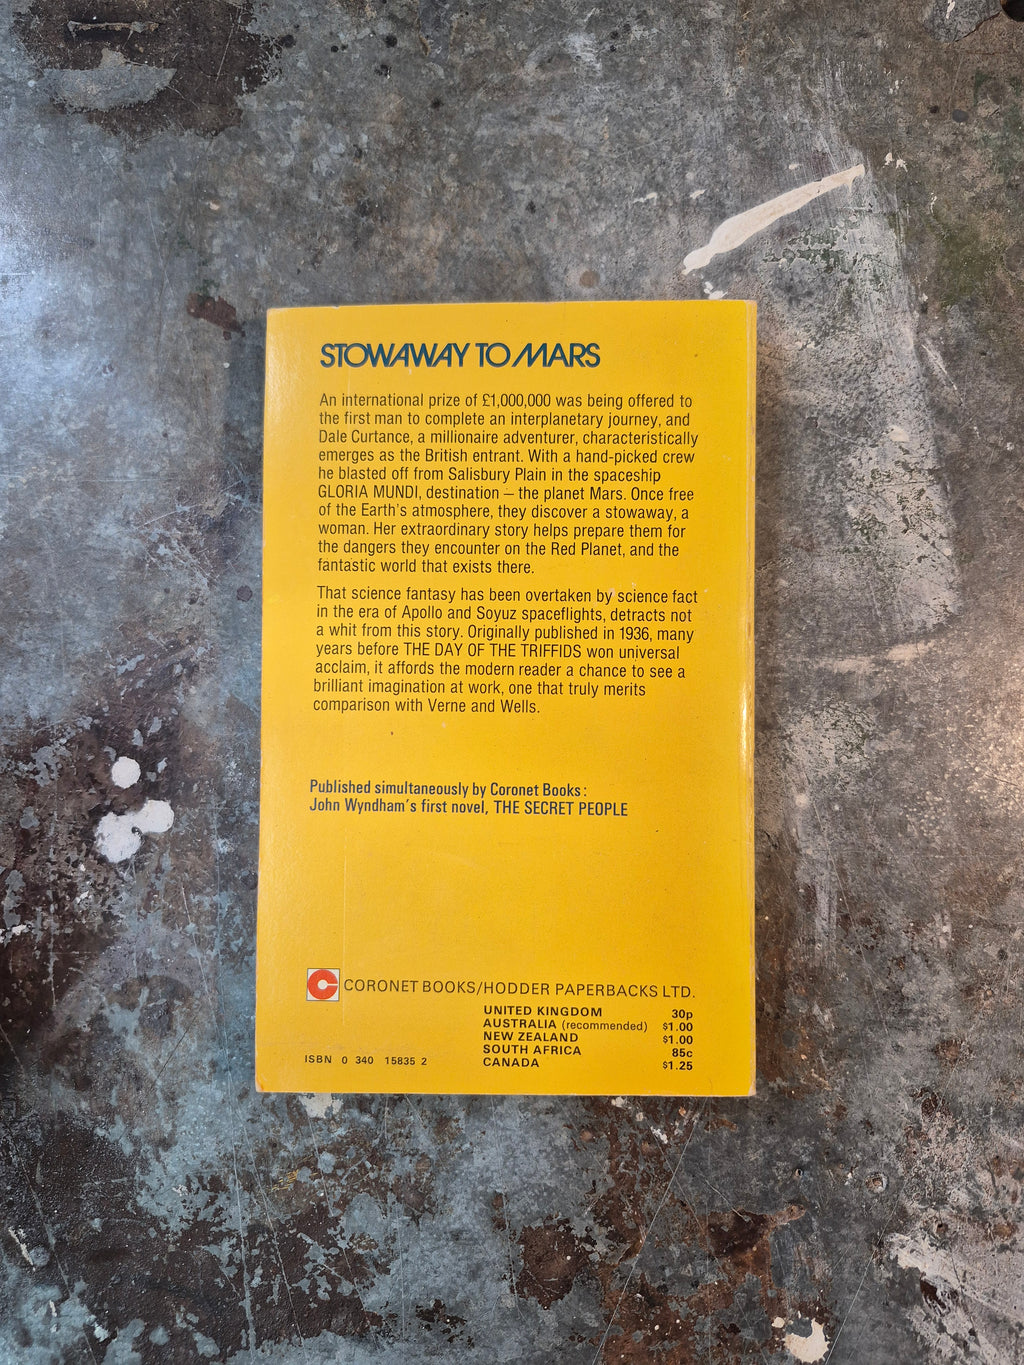 STOWAWAY TO MARS
An international prize of £1,000,000 was being offered to
the first man to complete an interplanetary journey, and
Dale Curtance, a millionaire adventurer, characteristically
emerges as the British entrant. With a hand-picked crew
he blasted off from Salisbury Plain in the spaceship
GLORIA MUNDI, destination – the planet Mars. Once free
of the Earth's atmosphere, they discover a stowaway, a
woman. Her extraordinary story helps prepare them for
the dangers they encounter on the Red Planet, and the
fantastic world that exists there.
That science fantasy has been overtaken by science fact
in the era of Apollo and Soyuz spaceflights, detracts not
a whit from this story. Originally published in 1936, many
years before THE DAY OF THE TRIFFIDS won universal
acclaim, it affords the modern reader a chance to see a
brilliant imagination at work, one that truly merits
comparison with Verne and Wells.
Published simultaneously by Coronet Books:
John Wyndham's first novel, THE SECRET PEOPLE
CORONET BOOKS/HODDER PAPERBACKS LTD.
UNITED KINGDOM 30p
AUSTRALIA (recommended) $1.00
NEW ZEALAND $1.00
SOUTH AFRICA 85c
CANADA $1.25
ISBN 0 340 15835 2